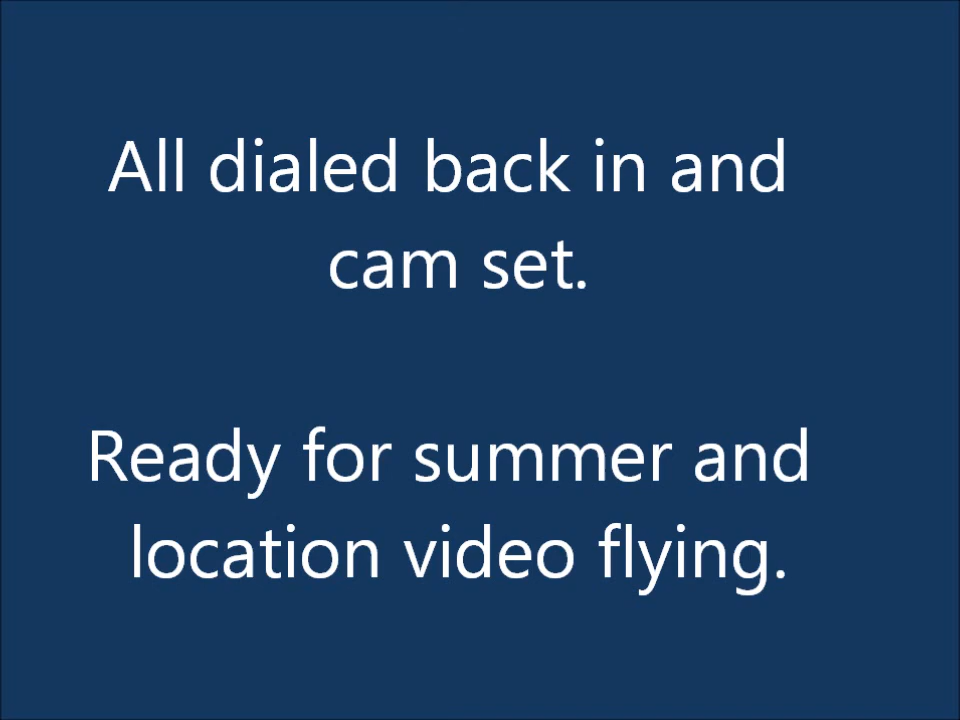 All dialed back in and
cam set.
Ready for summer and
location video flying.